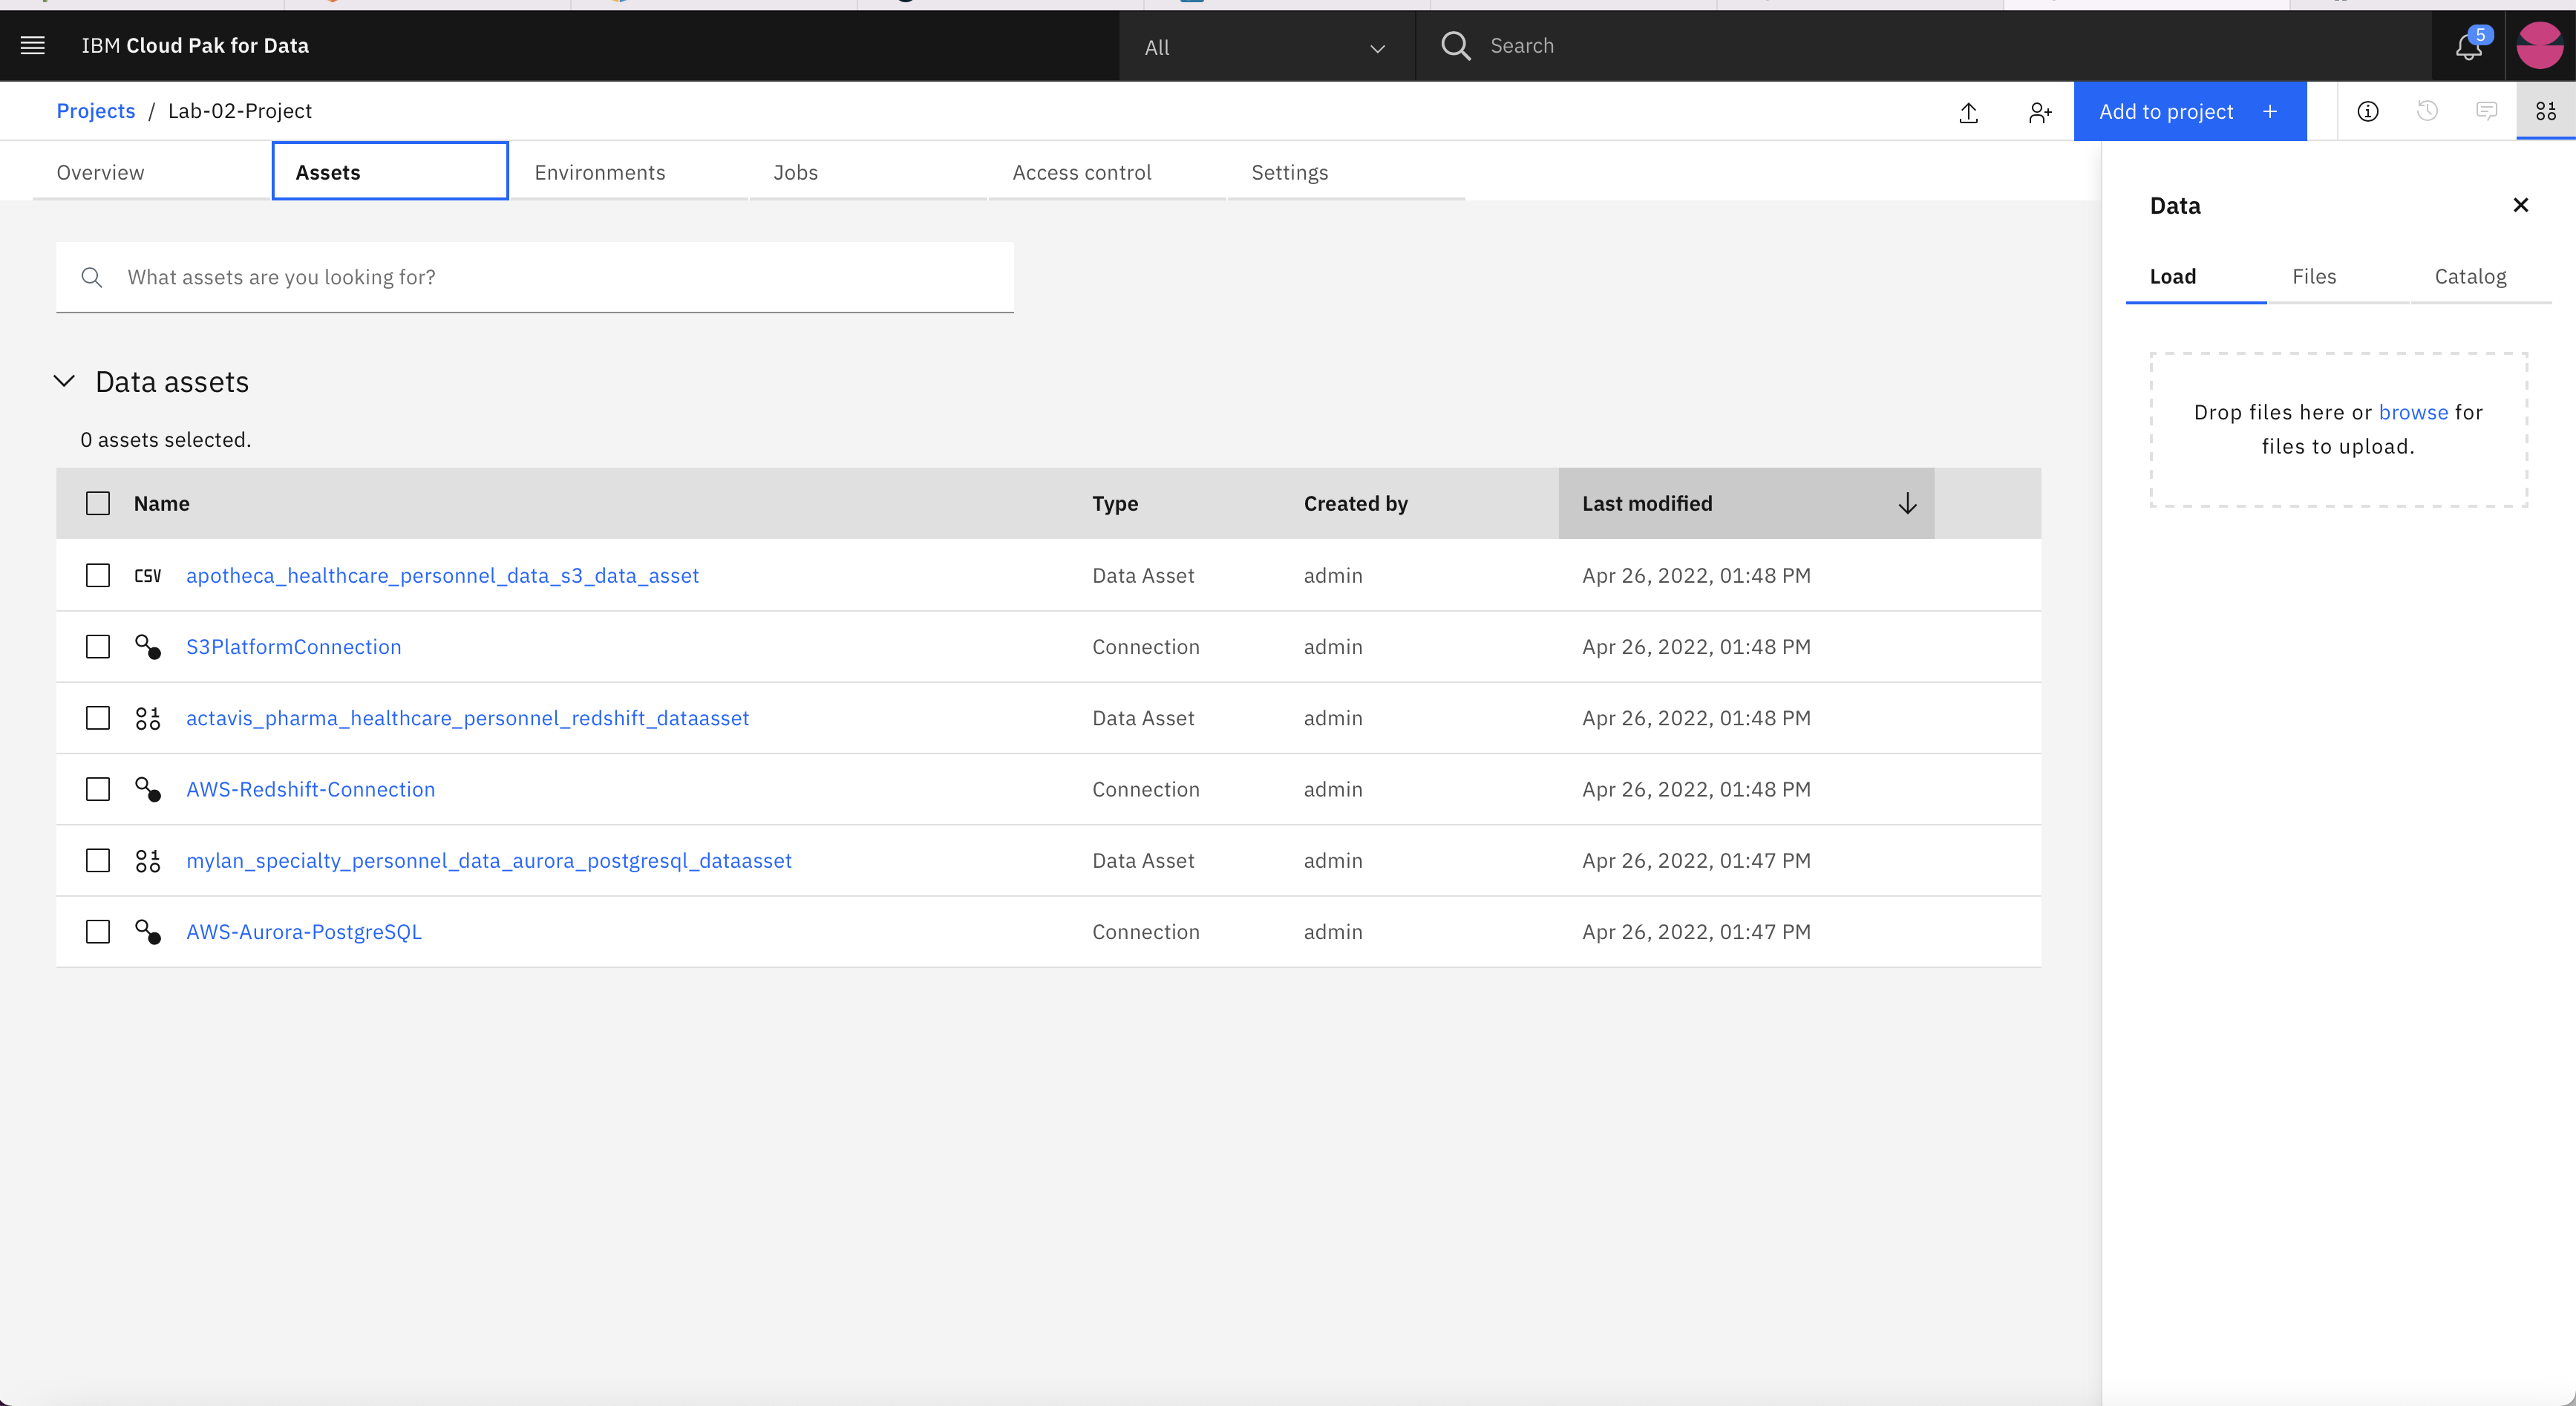 IBM Cloud Pak for Data
All
Search
5
Projects / Lab-02-Project
Add to project +
Overview
Assets
Environments
Jobs
Access control
Settings
What assets are you looking for?
Data assets
0 assets selected.
Name Type Created by Last modified
CSV apotheca_healthcare_personnel_data_s3_data_asset Data Asset admin Apr 26, 2022, 01:48 PM
S3PlatformConnection Connection admin Apr 26, 2022, 01:48 PM
actavis_pharma_healthcare_personnel_redshift_dataasset Data Asset admin Apr 26, 2022, 01:48 PM
AWS-Redshift-Connection Connection admin Apr 26, 2022, 01:48 PM
mylan_specialty_personnel_data_aurora_postgresql_dataasset Data Asset admin Apr 26, 2022, 01:47 PM
AWS-Aurora-PostgreSQL Connection admin Apr 26, 2022, 01:47 PM
Data
Load
Files
Catalog
Drop files here or browse for
files to upload.